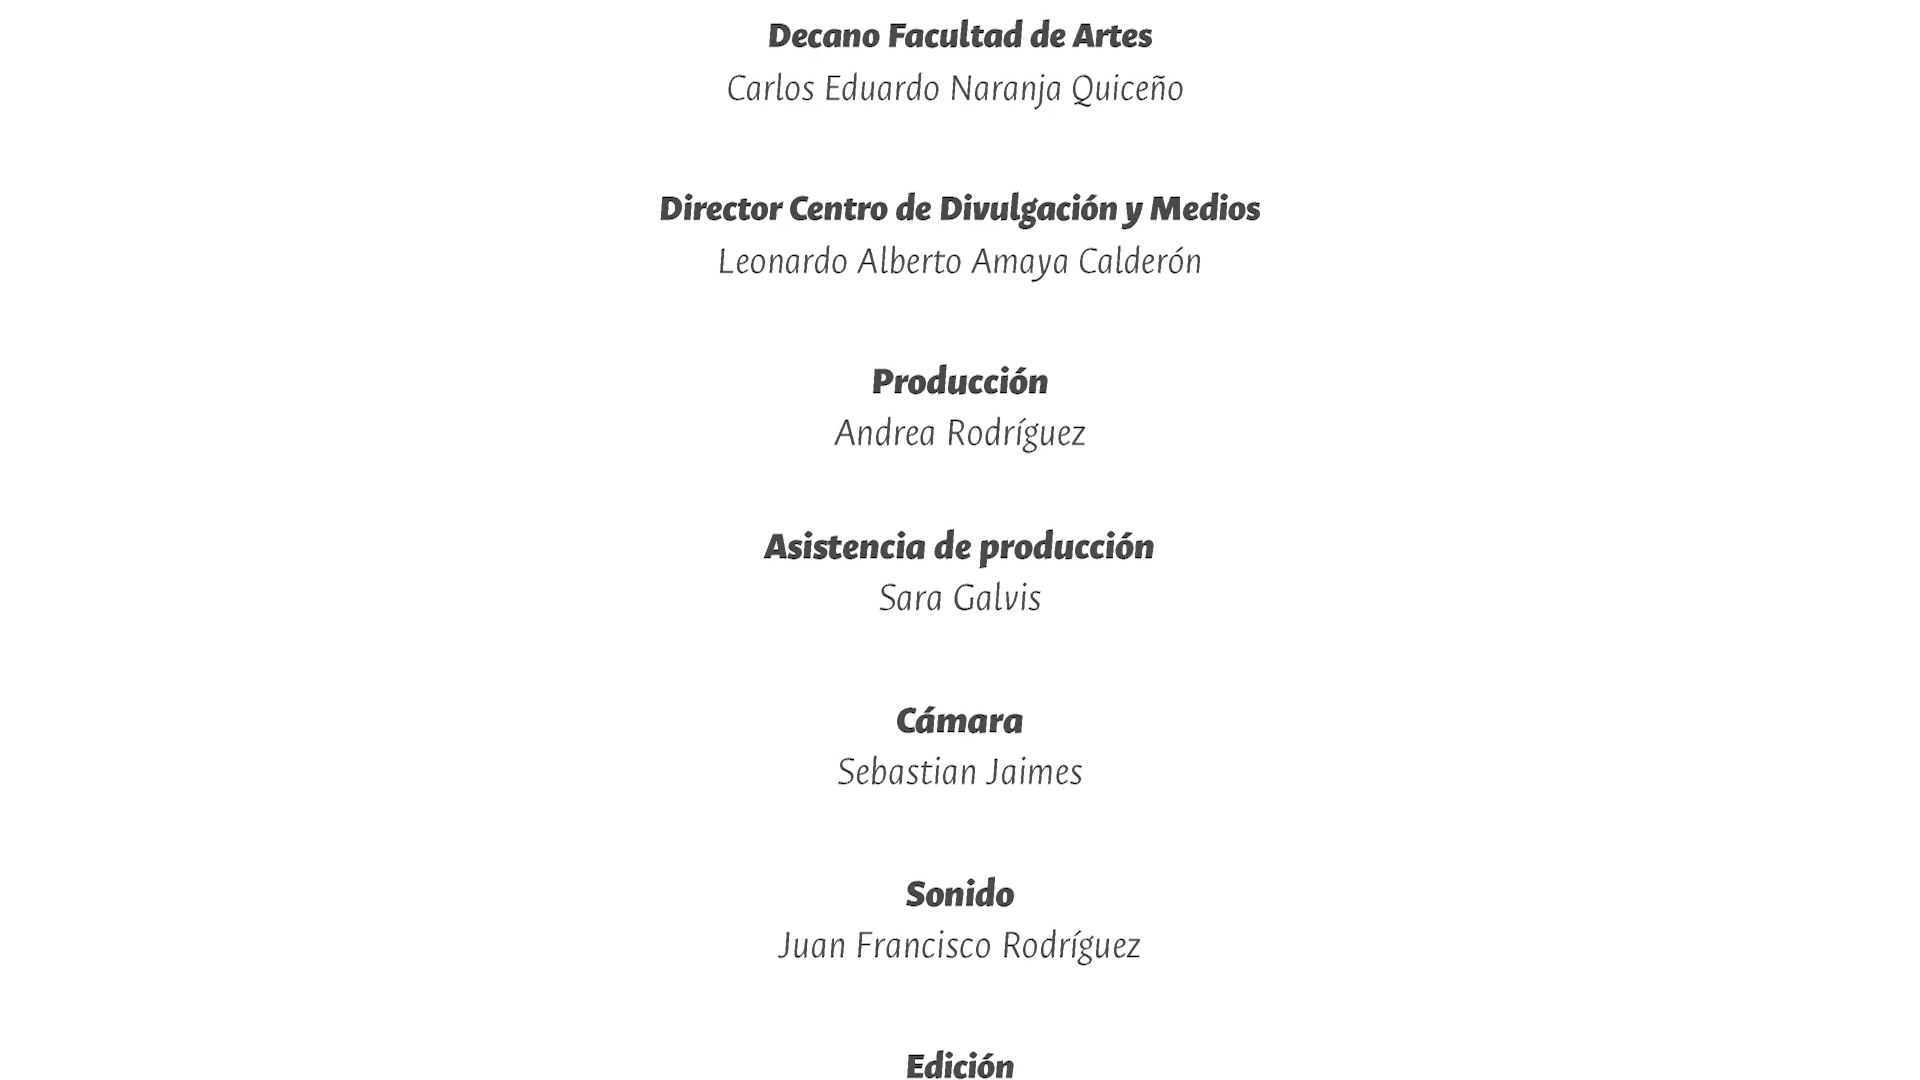 Decano Facultad de Artes
Carlos Eduardo Naranja Quiceño
Director Centro de Divulgación y Medios
Leonardo Alberto Amaya Calderón
Producción
Andrea Rodríguez
Asistencia de producción
Sara Galvis
Cámara
Sebastian Jaimes
Sonido
Juan Francisco Rodríguez
Edición